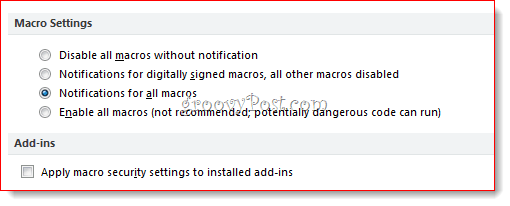 Macro Settings
Disable all macros without notification
Notifications for digitally signed macros, all other macros disabled
Notifications for all macros
groovyPost.com
Enable all macros (not recommended; potentially dangerous code can run)
Add-ins
Apply macro security settings to installed add-ins